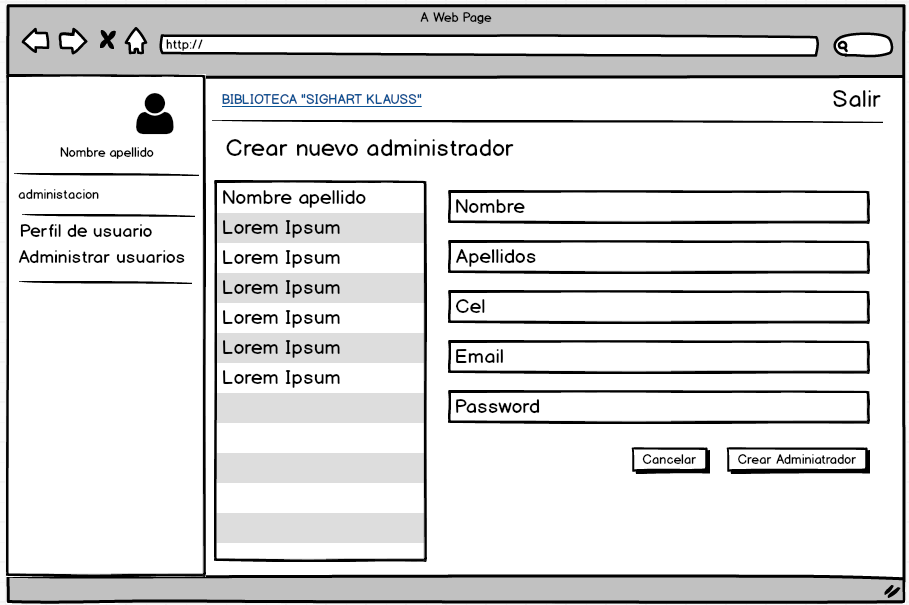 A Web Page
http://
Nombre apellido
administacion
Perfil de usuario
Administrar usuarios
BIBLIOTECA "SIGHART KLAUSS"
Salir
Crear nuevo administrador
Nombre apellido
Lorem Ipsum
Lorem Ipsum
Lorem Ipsum
Lorem Ipsum
Lorem Ipsum
Lorem Ipsum
Nombre
Apellidos
Cel
Email
Password
Cancelar
Crear Adminiatrador